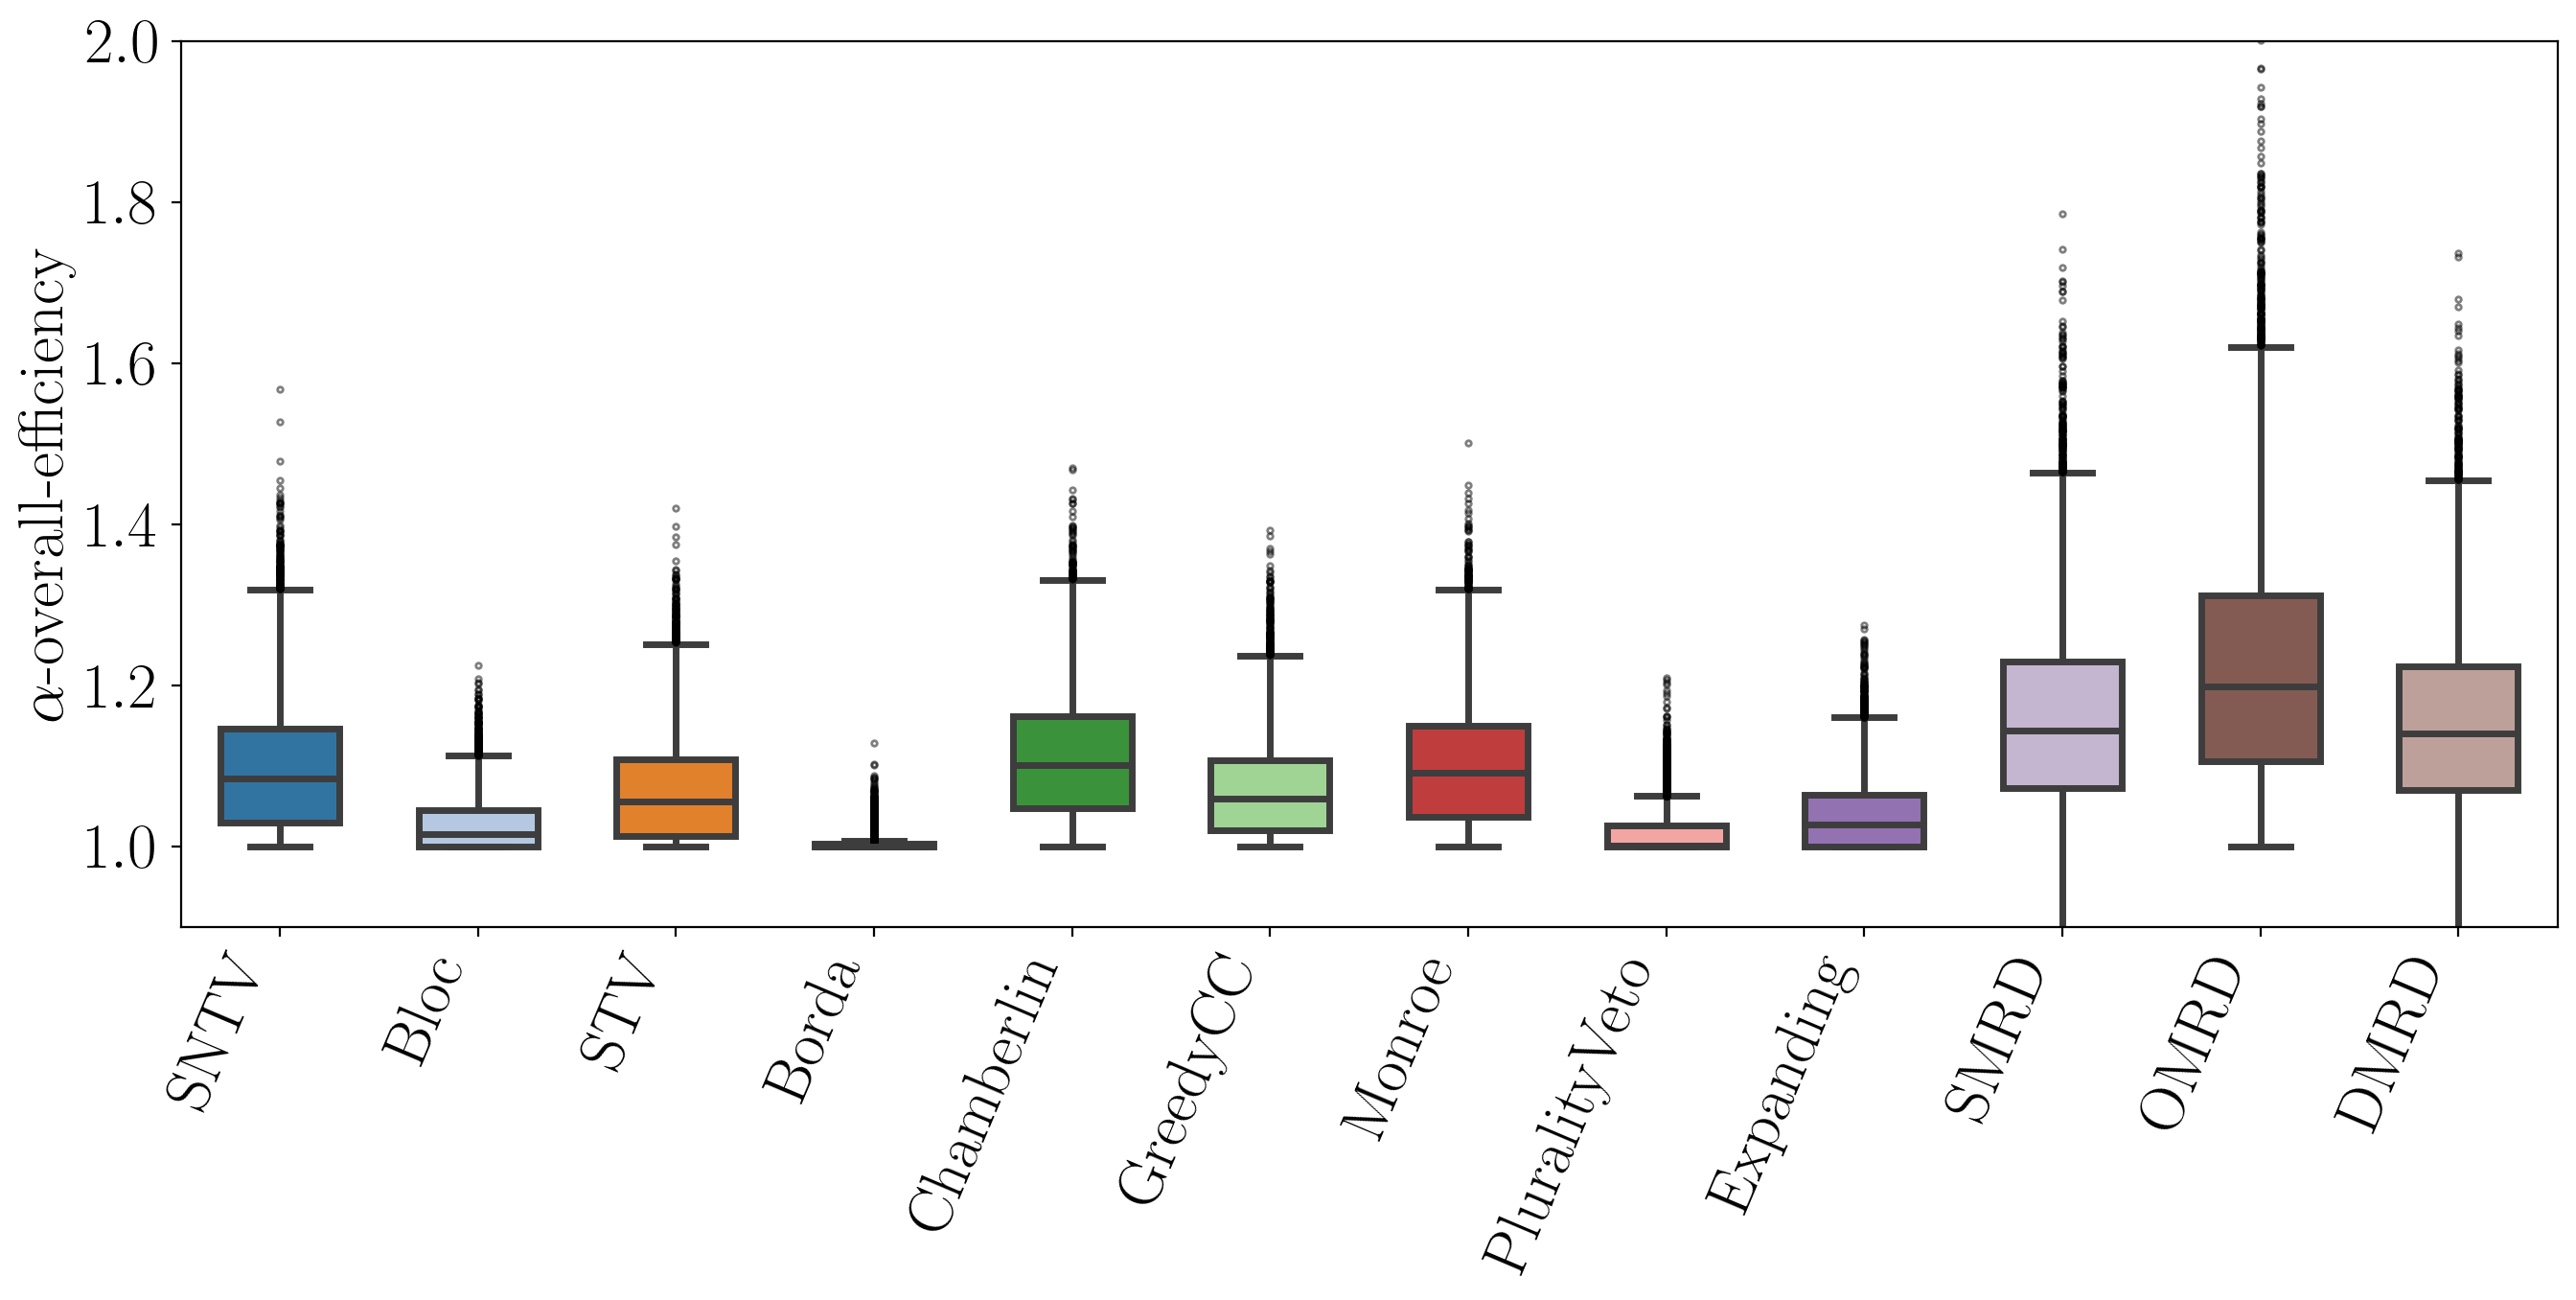 α-overall-efficiency
2.0
1.8
1.6
1.4
1.2
1.0
SNTV
Bloc
STV
Borda
Chamberlin
GreedyCC
Monroe
PluralityVeto
Expanding
SMRD
OMRD
DMRD